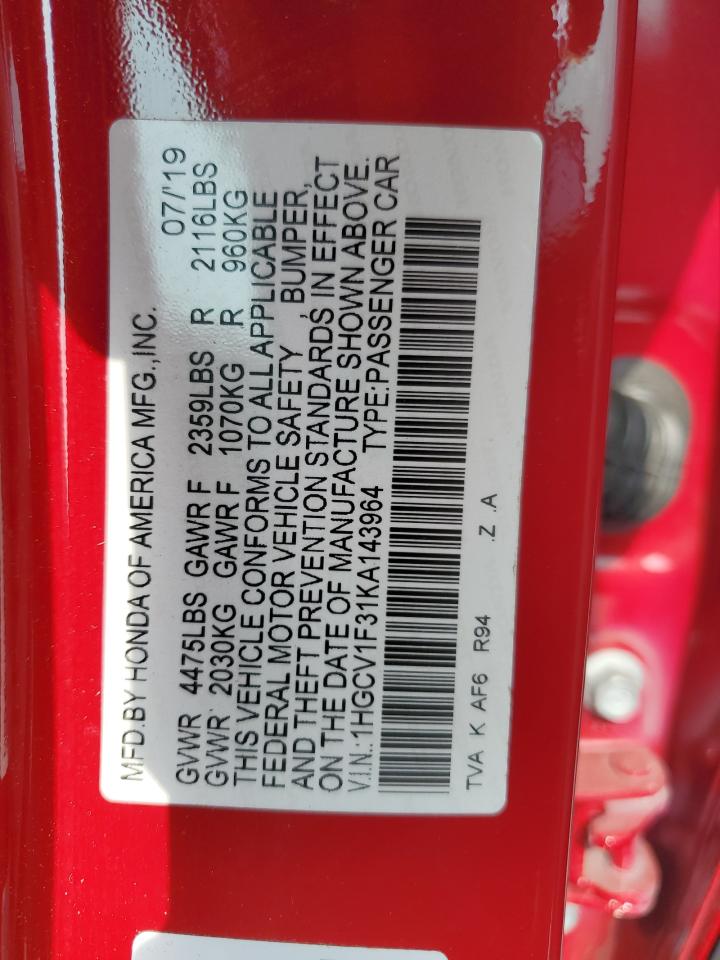 MFD.BY HONDA OF AMERICA MFG.,INC. 07/'19
GVWR 4475LBS GAWR F 2359LBS R 2116LBS
GVWR 2030KG GAWR F 1070KG R 960KG
THIS VEHICLE CONFORMS TO ALL APPLICABLE
FEDERAL MOTOR VEHICLE SAFETY, BUMPER,
AND THEFT PREVENTION STANDARDS, IN EFFECT
ON THE DATE OF MANUFACTURE SHOWN ABOVE.
V.I.N.:1HGCV1F31KA143964 TYPE:PASSENGER CAR
TVA K AF6 R94 .Z .A